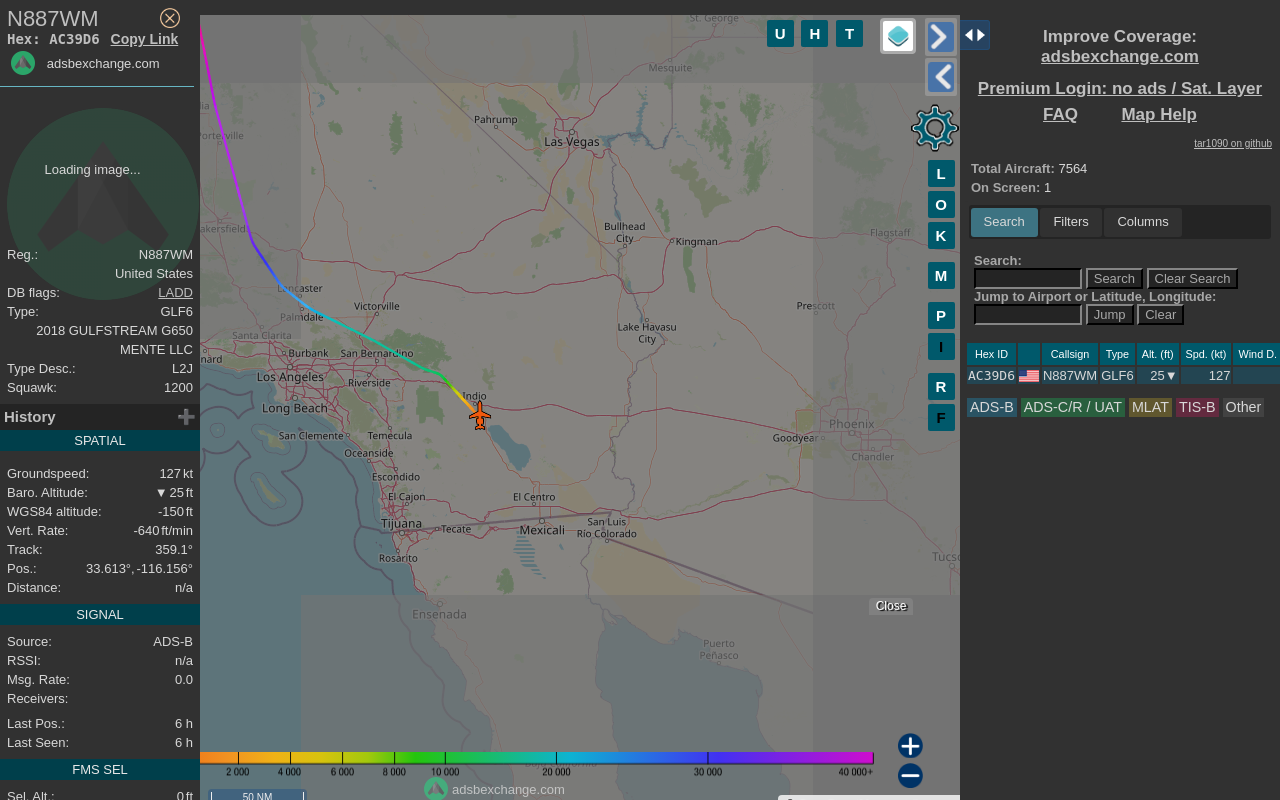 N887WM
Hex: AC39D6 Copy Link
adsbexchange.com
Loading image...
Reg.: N887WM
United States
DB flags: LADD
Type: GLF6
2018 GULFSTREAM G650
MENTE LLC
Type Desc.: L2J
Squawk: 1200
History
SPATIAL
Groundspeed: 127 kt
Baro. Altitude: ▼ 25 ft
WGS84 altitude: -150 ft
Vert. Rate: -640 ft/min
Track: 359.1°
Pos.: 33.613°, -116.156°
Distance: n/a
SIGNAL
Source: ADS-B
RSSI: n/a
Msg. Rate: 0.0
Receivers:
Last Pos.: 6 h
Last Seen: 6 h
FMS SEL
Sel. Alt.: 0 ft
St. George
U H T
Mesquite
Porterville
Pahrump
Las Vegas
L
O
K
Bullhead
City
Kingman
Flagstaff
M
Lancaster
Victorville
Palmdale
Prescott
P
Santa Clarita
Lake Havasu
City
I
Burbank
San Bernardino
Los Angeles
Riverside
R
Indio
Long Beach
F
San Clemente
Temecula
Goodyear
Phoenix
Oceanside
Chandler
Escondido
El Cajon
El Centro
Tijuana
Tecate
Mexicali
San Luis
Río Colorado
Rosarito
Close
Ensenada
Puerto
Peñasco
2 000 4 000 6 000 8 000 10 000 20 000 30 000 40 000+
adsbexchange.com
50 NM
Improve Coverage:
adsbexchange.com
Premium Login: no ads / Sat. Layer
FAQ Map Help
tar1090 on github
Total Aircraft: 7564
On Screen: 1
Search Filters Columns
Search:
Search Clear Search
Jump to Airport or Latitude, Longitude:
Jump Clear
Hex ID Callsign Type Alt. (ft) Spd. (kt) Wind D.
AC39D6 N887WM GLF6 25▼ 127
ADS-B ADS-C/R / UAT MLAT TIS-B Other